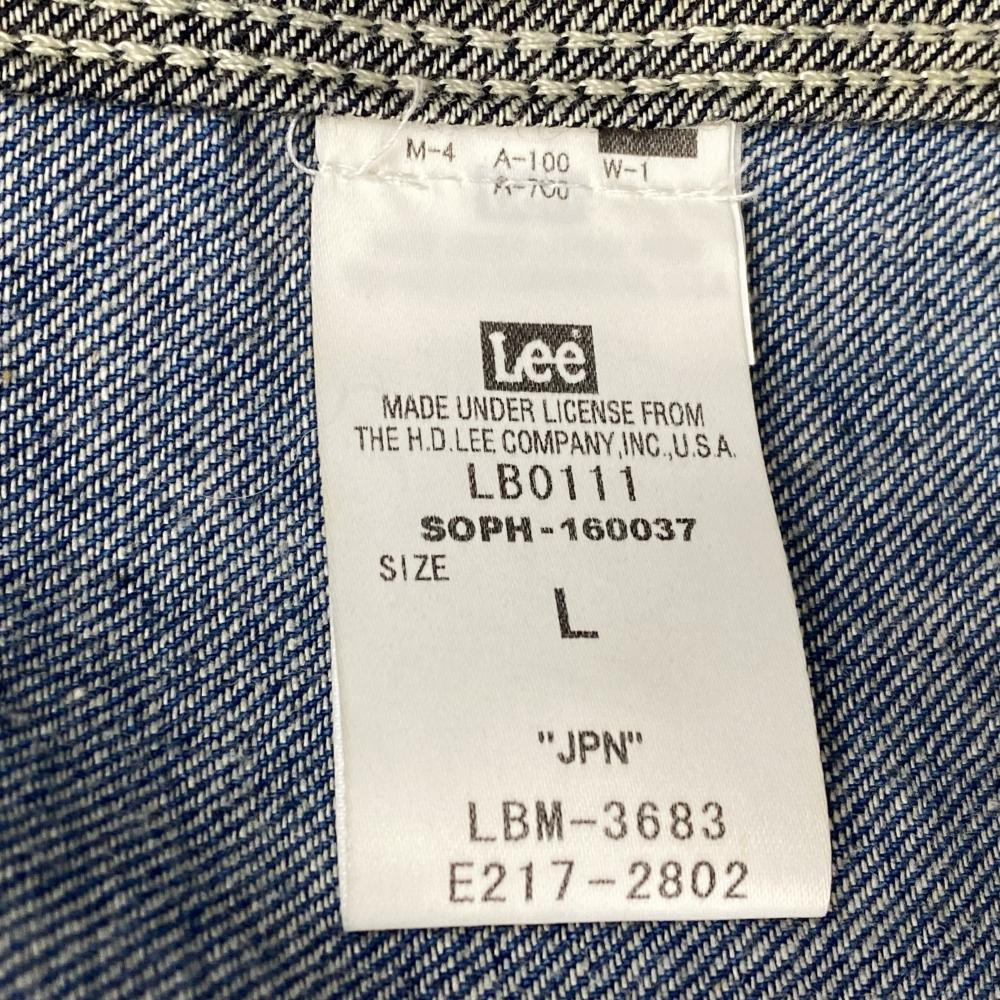 M-4 A-100 W-1
A-700
Lee
MADE UNDER LICENSE FROM
THE H.D.LEE COMPANY,INC.,U.S.A.
LB0111
SOPH-160037
SIZE
L
"JPN"
LBM-3683
E217-2802